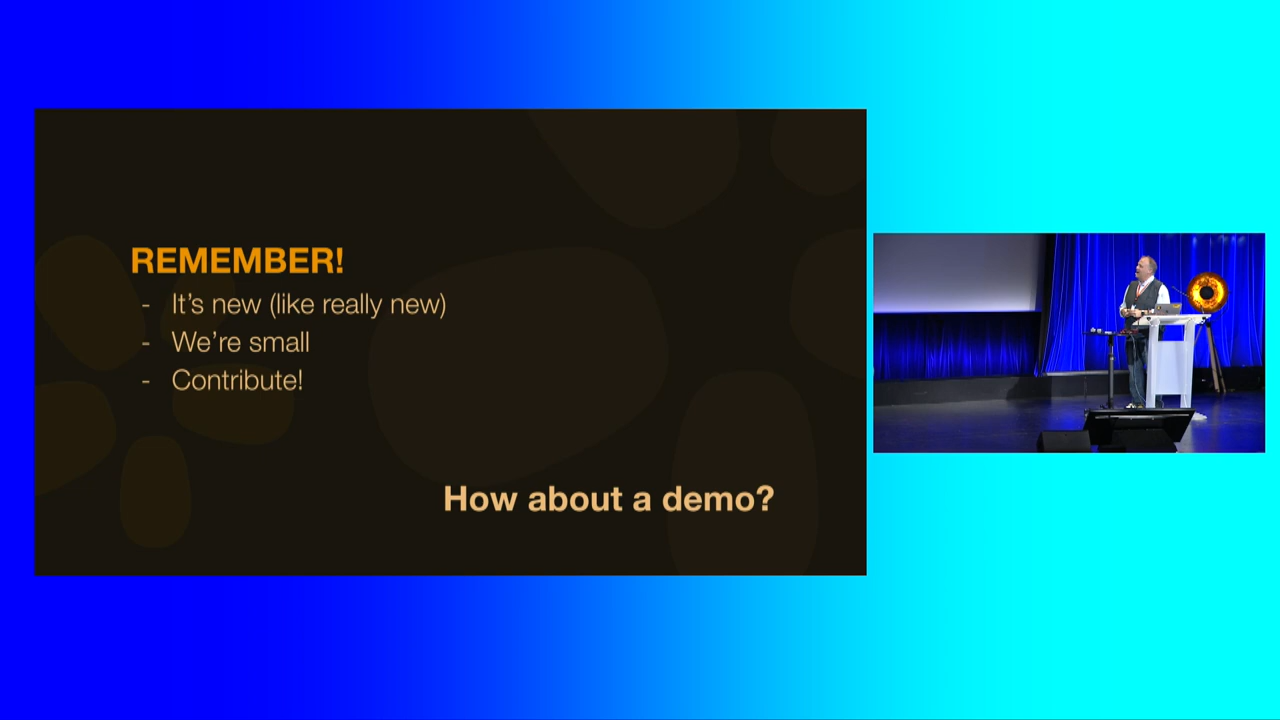 REMEMBER!
- It's new (like really new)
- We're small
- Contribute!
How about a demo?